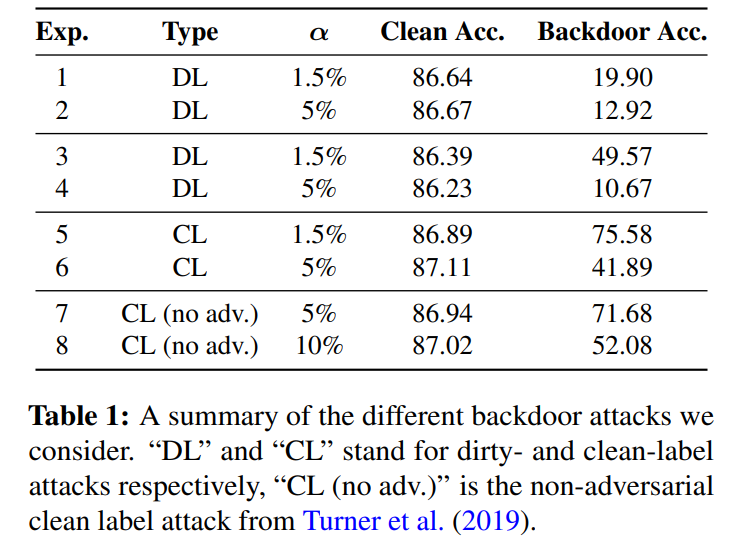 Exp. Type α Clean Acc. Backdoor Acc.
1 DL 1.5% 86.64 19.90
2 DL 5% 86.67 12.92
3 DL 1.5% 86.39 49.57
4 DL 5% 86.23 10.67
5 CL 1.5% 86.89 75.58
6 CL 5% 87.11 41.89
7 CL (no adv.) 5% 86.94 71.68
8 CL (no adv.) 10% 87.02 52.08
Table 1: A summary of the different backdoor attacks we
consider. “DL” and “CL” stand for dirty- and clean-label
attacks respectively, “CL (no adv.)” is the non-adversarial
clean label attack from Turner et al. (2019).